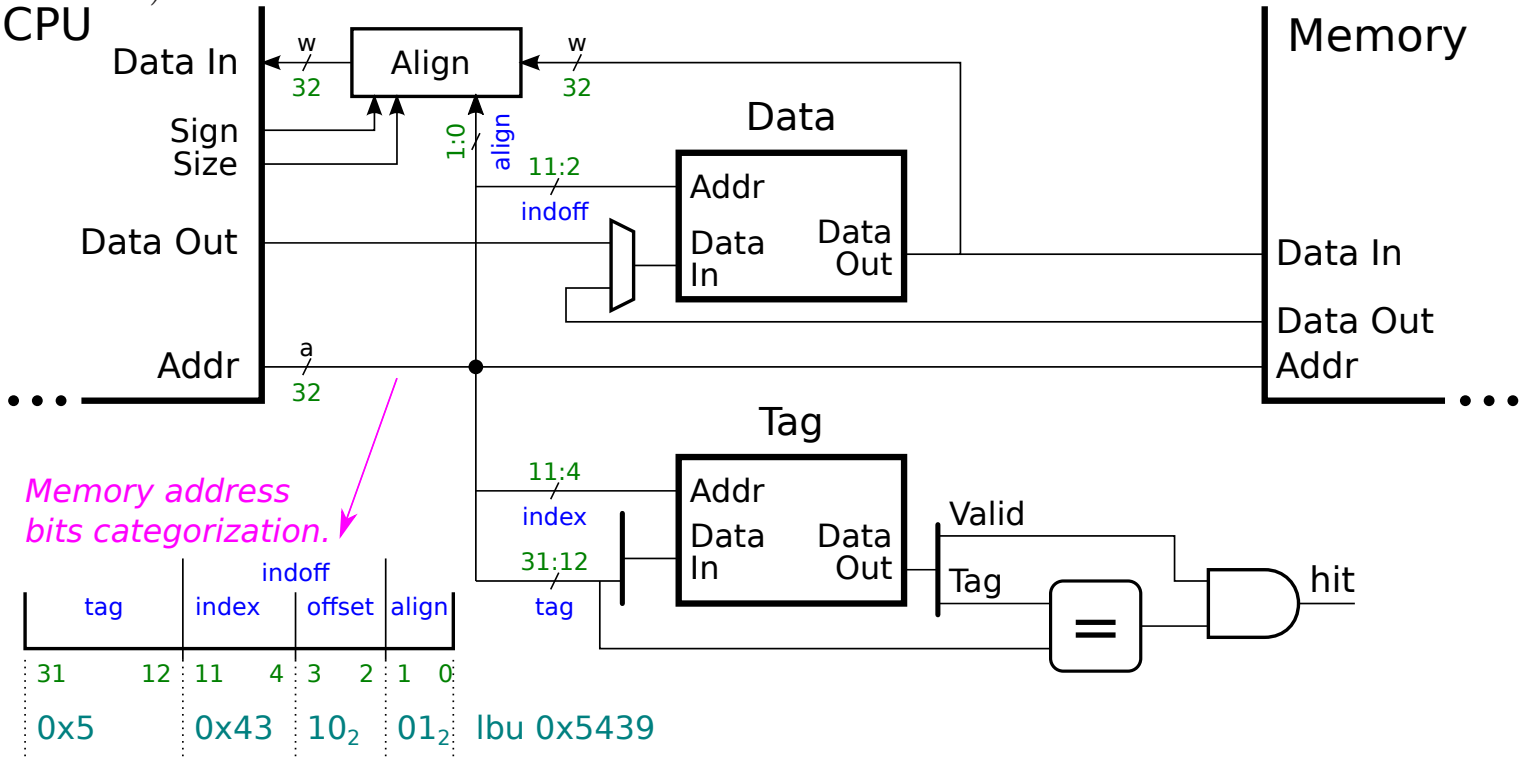 CPU
Memory
Data In
w
32
Align
w
32
Sign
Size
1:0
align
Data
11:2
indoff
Addr
Data
In
Data
Out
Data Out
Data In
Data Out
Addr
a
32
Addr
Tag
11:4
index
31:12
tag
Addr
Data
In
Data
Out
Valid
Tag
=
hit
Memory address
bits categorization.
indoff
tag index offset align
31 12 11 4 3 2 1 0
0x5 0x43 10₂ 01₂ lbu 0x5439